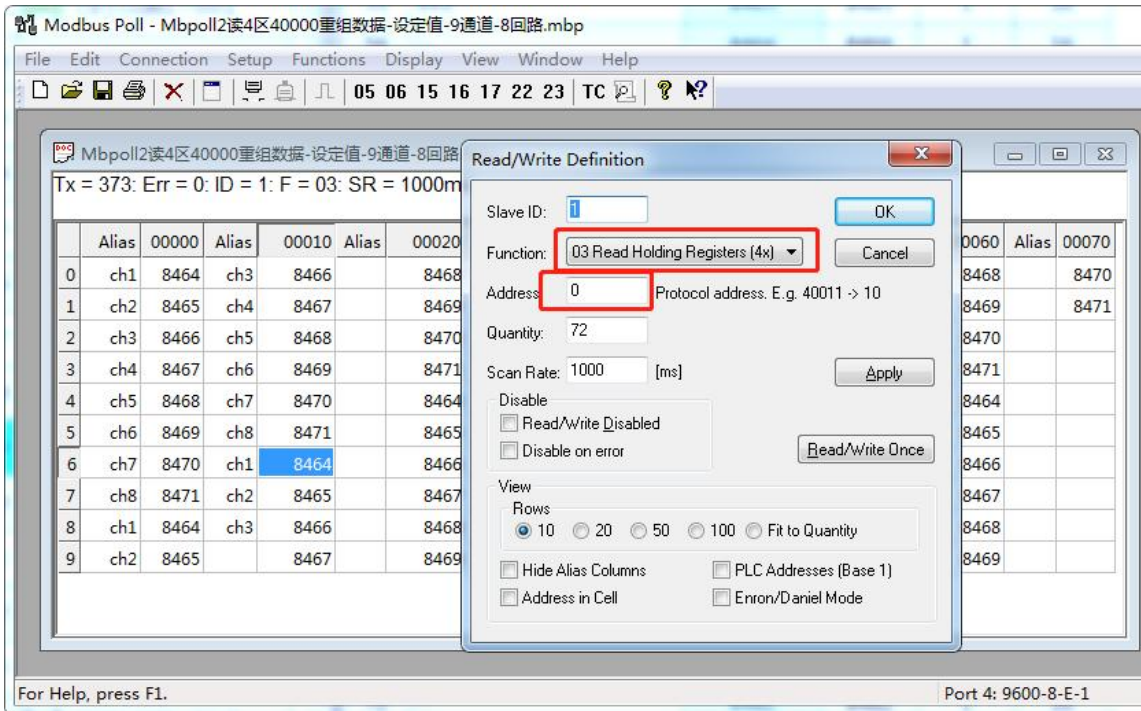 Modbus Poll - Mbpoll2读4区40000重组数据-设定值-9通道-8回路.mbp
File Edit Connection Setup Functions Display View Window Help
05 06 15 16 17 22 23 TC
Mbpoll2读4区40000重组数据-设定值-9通道-8回路
Tx = 373: Err = 0: ID = 1: F = 03: SR = 1000m
Alias 00000 Alias 00010 Alias 00020
0 ch1 8464 ch3 8466 8468
1 ch2 8465 ch4 8467 8469
2 ch3 8466 ch5 8468 8470
3 ch4 8467 ch6 8469 8471
4 ch5 8468 ch7 8470 8464
5 ch6 8469 ch8 8471 8465
6 ch7 8470 ch1 8464 8466
7 ch8 8471 ch2 8465 8467
8 ch1 8464 ch3 8466 8468
9 ch2 8465 8467 8469
Read/Write Definition
Slave ID: 1
OK
Function: 03 Read Holding Registers (4x)
Cancel
Address 0 Protocol address. E.g. 40011 -> 10
Quantity: 72
Scan Rate: 1000 [ms]
Apply
Disable
Read/Write Disabled
Disable on error
Read/Write Once
View
Rows
10 20 50 100 Fit to Quantity
Hide Alias Columns PLC Addresses (Base 1)
Address in Cell Enron/Daniel Mode
0060 Alias 00070
8468 8470
8469 8471
8470
8471
8464
8465
8466
8467
8468
8469
For Help, press F1.
Port 4: 9600-8-E-1